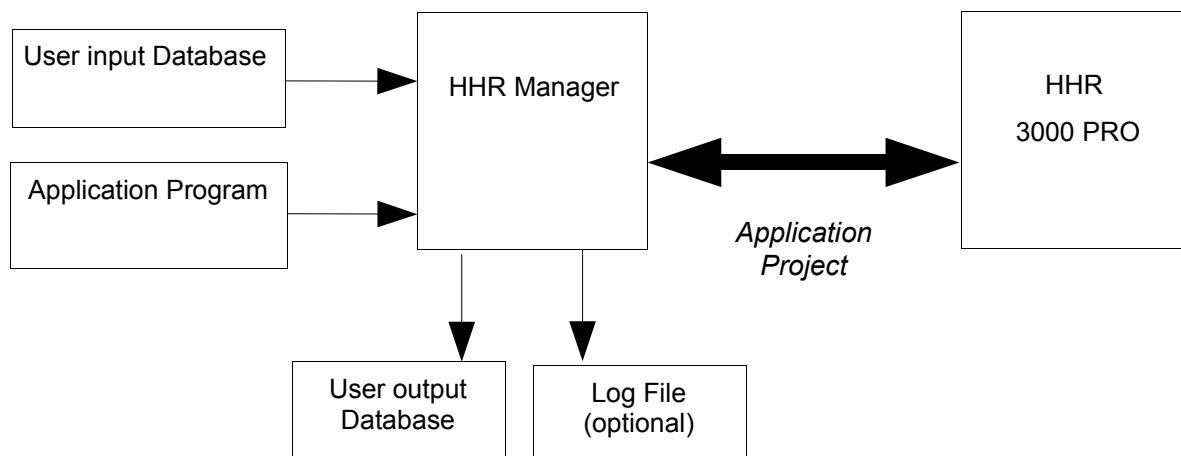 User input Database
HHR Manager
HHR
3000 PRO
Application Program
Application
Project
User output
Database
Log File
(optional)